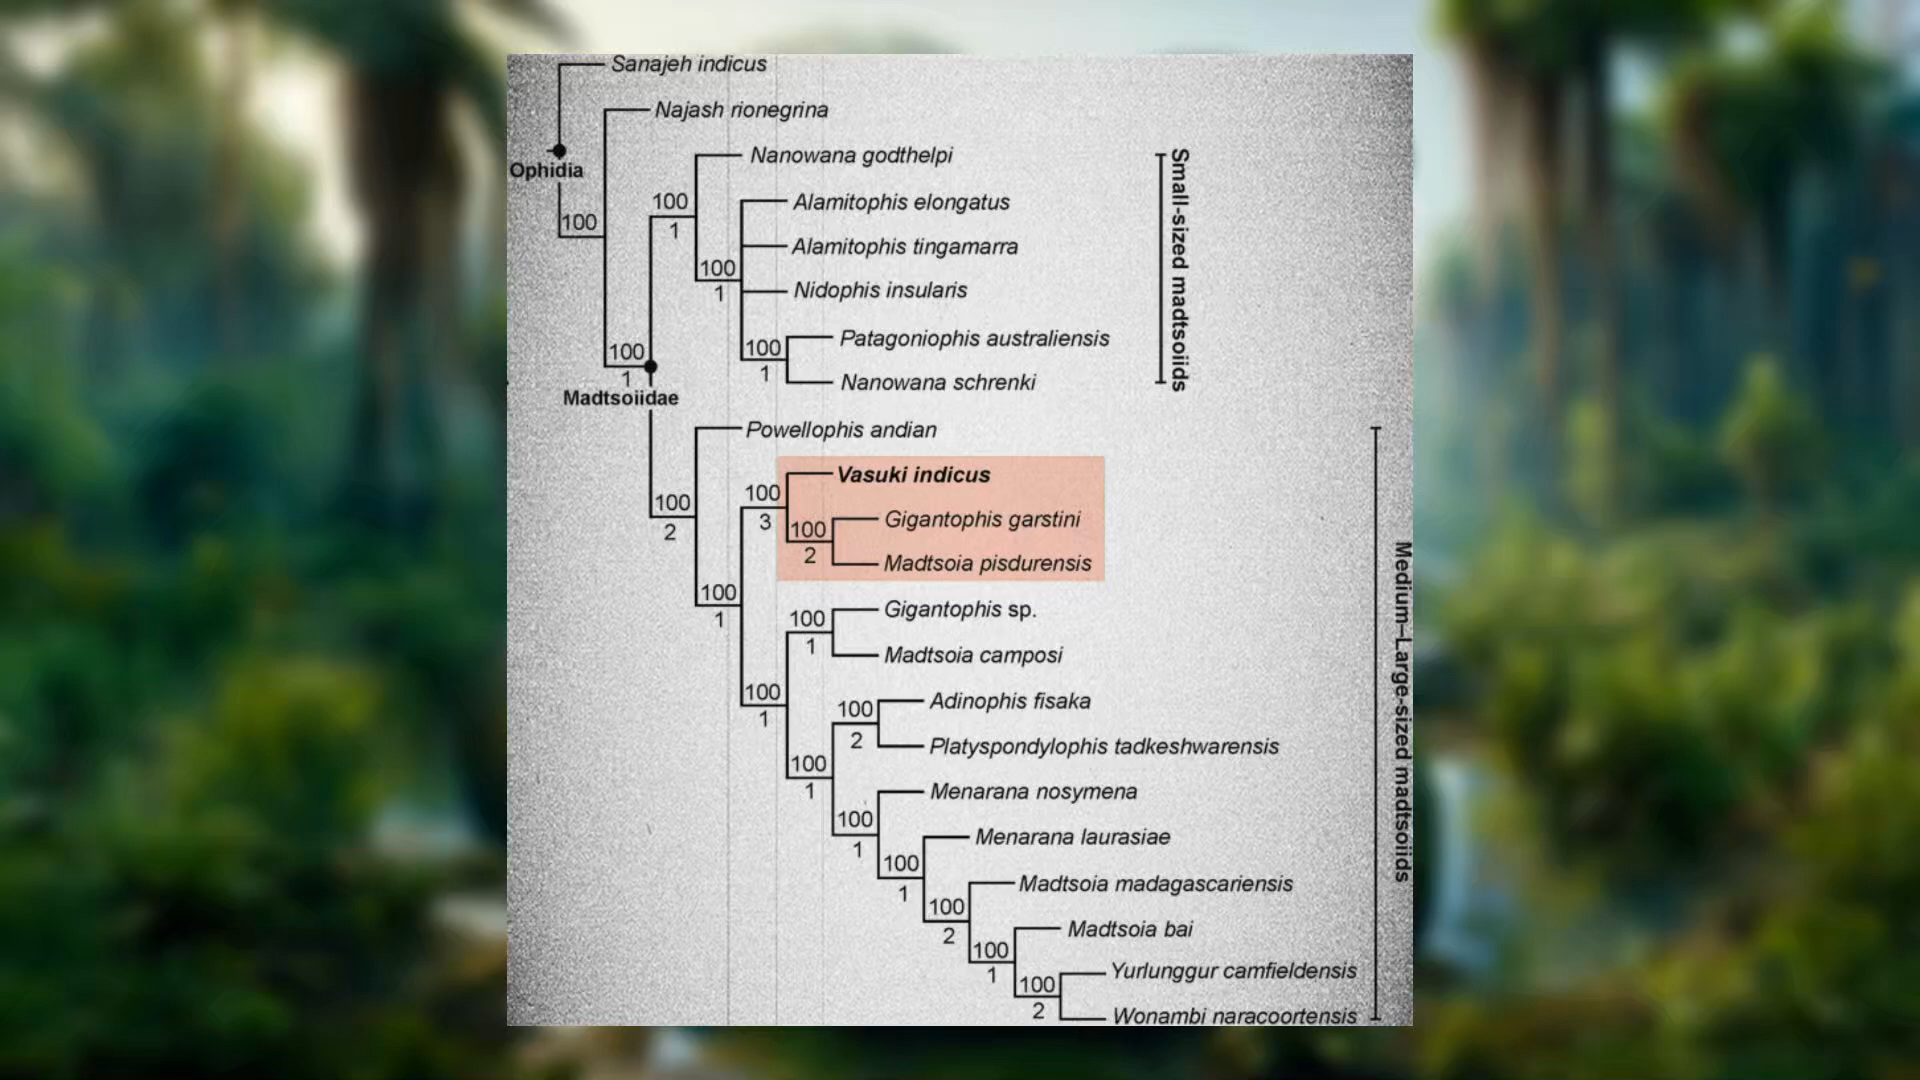 Sanajeh indicus
Najash rionegrina
Nanowana godthelpi
Ophidia
Alamitophis elongatus
100
1
100
Alamitophis tingamarra
100
1
Nidophis insularis
Patagoniophis australiensis
100
1
Nanowana schrenki
Small-sized madtsoiids
100
1
Madtsoiidae
Powellophis andian
Vasuki indicus
100
3
100
2
Gigantophis garstini
100
2
Madtsoia pisdurensis
100
1
Gigantophis sp.
100
1
Madtsoia camposi
100
1
Adinophis fisaka
100
2
Platyspondylophis tadkeshwarensis
100
1
Menarana nosymena
100
1
Menarana laurasiae
100
1
Madtsoia madagascariensis
100
2
Madtsoia bai
100
1
Yurlunggur camfieldensis
100
2
Wonambi naracoortensis
Medium–Large-sized madtsoiids